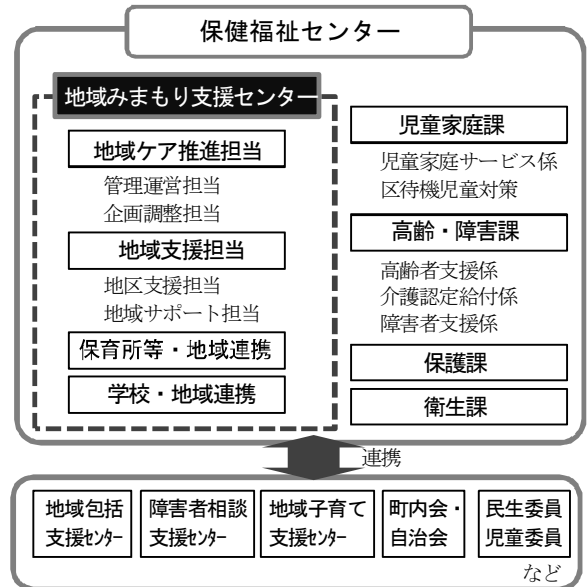 保健福祉センター
地域みまもり支援センター
地域ケア推進担当
管理運営担当
企画調整担当
地域支援担当
地区支援担当
地域サポート担当
保育所等・地域連携
学校・地域連携
児童家庭課
児童家庭サービス係
区待機児童対策
高齢・障害課
高齢者支援係
介護認定給付係
障害者支援係
保護課
衛生課
連携
地域包括
支援ｾﾝﾀｰ
障害者相談
支援ｾﾝﾀｰ
地域子育て
支援ｾﾝﾀｰ
町内会・
自治会
民生委員
児童委員
など